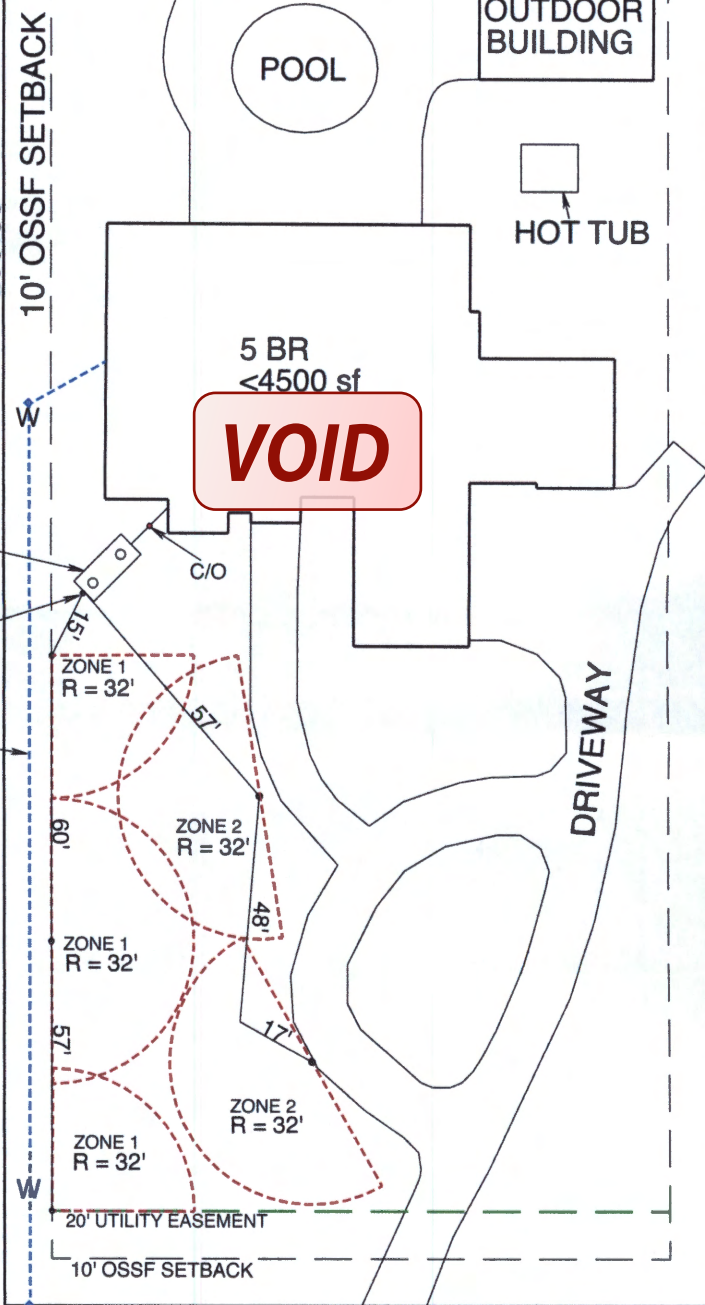 OUTDOOR
BUILDING
POOL
10' OSSF SETBACK
HOT TUB
5 BR
<4500 sf
VOID
W
C/O
15'
ZONE 1
R = 32'
57'
DRIVEWAY
60'
ZONE 2
R = 32'
48'
ZONE 1
R = 32'
57'
17'
ZONE 2
R = 32'
ZONE 1
R = 32'
W
20' UTILITY EASEMENT
10' OSSF SETBACK